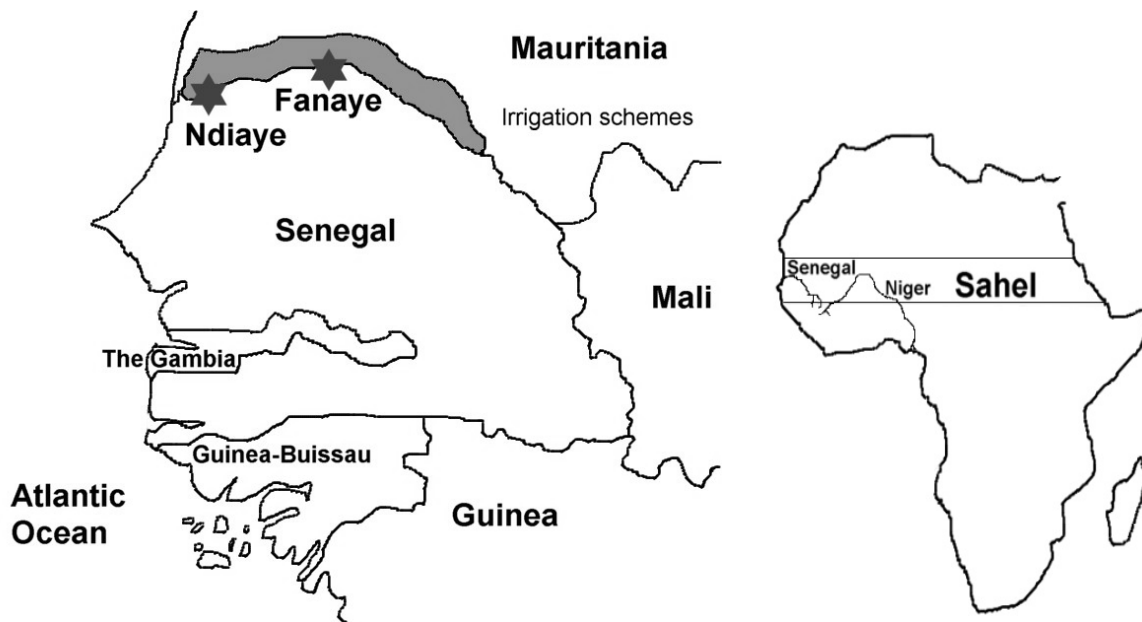 Mauritania
Fanaye
Irrigation schemes
Ndiaye
Senegal
Mali
The Gambia
Guinea-Buissau
Atlantic
Ocean
Guinea
Senegal
Niger
Sahel